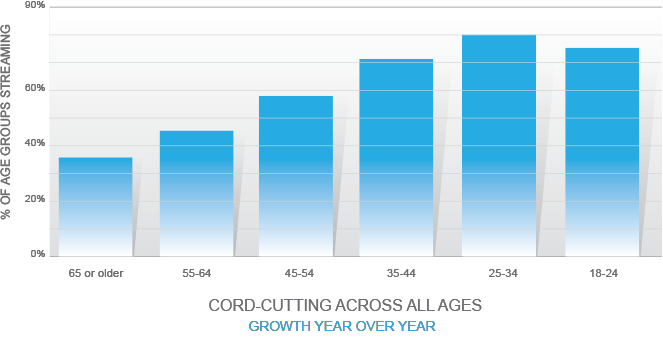 % OF AGE GROUPS STREAMING
90%
60%
40%
20%
0%
65 or older
55-64
45-54
35-44
25-34
18-24
CORD-CUTTING ACROSS ALL AGES
GROWTH YEAR OVER YEAR